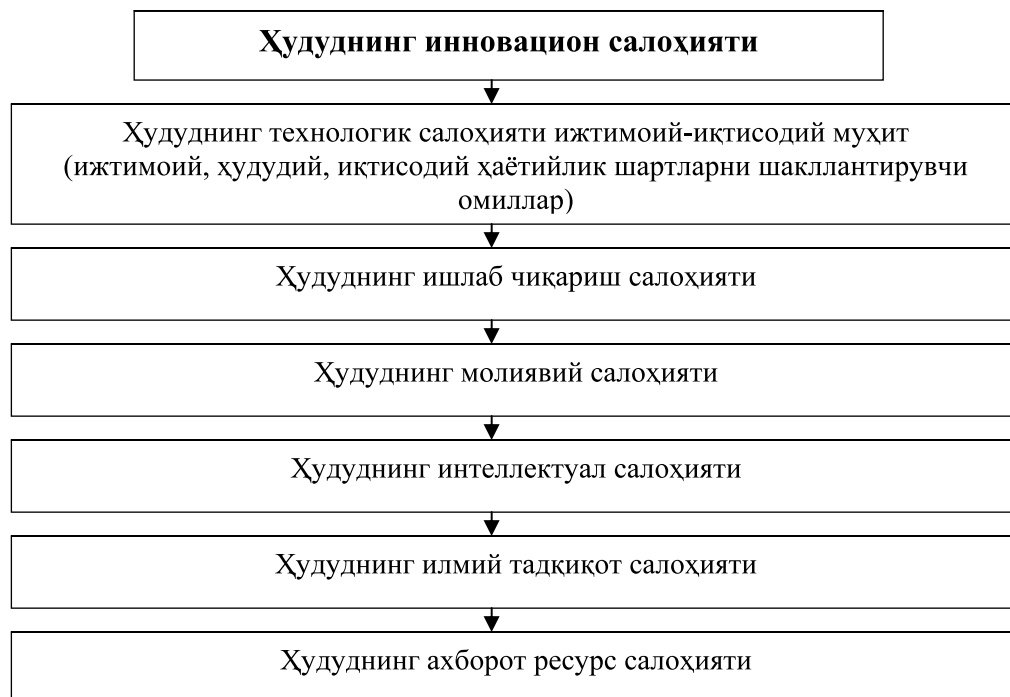 Ҳудуднинг инновацион салоҳияти
Ҳудуднинг технологик салоҳияти ижтимоий-иқтисодий муҳит
(ижтимоий, ҳудудий, иқтисодий ҳаётийлик шартларни шакллантирувчи
омиллар)
Ҳудуднинг ишлаб чиқариш салоҳияти
Ҳудуднинг молиявий салоҳияти
Ҳудуднинг интеллектуал салоҳияти
Ҳудуднинг илмий тадқиқот салоҳияти
Ҳудуднинг ахборот ресурс салоҳияти